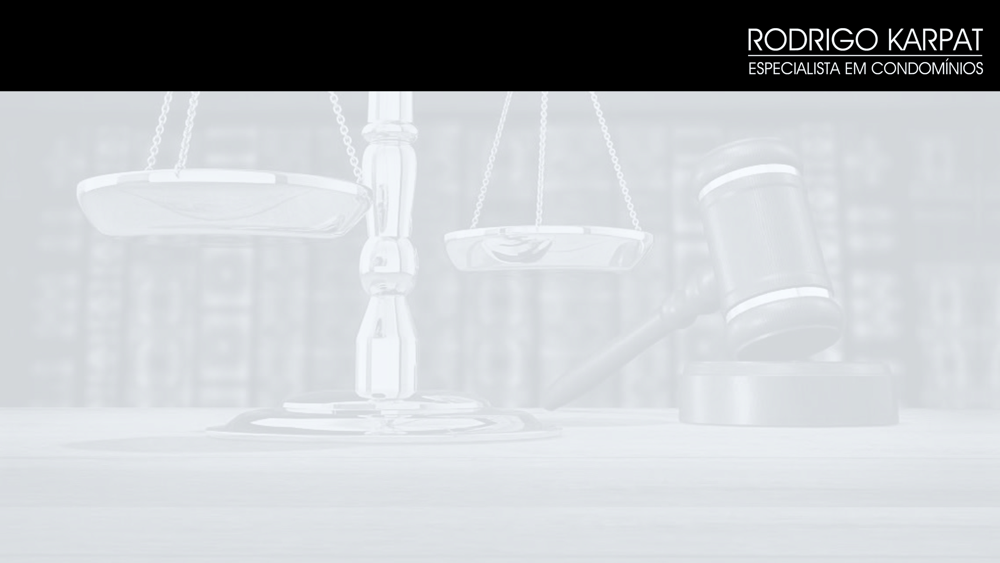 RODRIGO KARPAT
ESPECIALISTA EM CONDOMÍNIOS